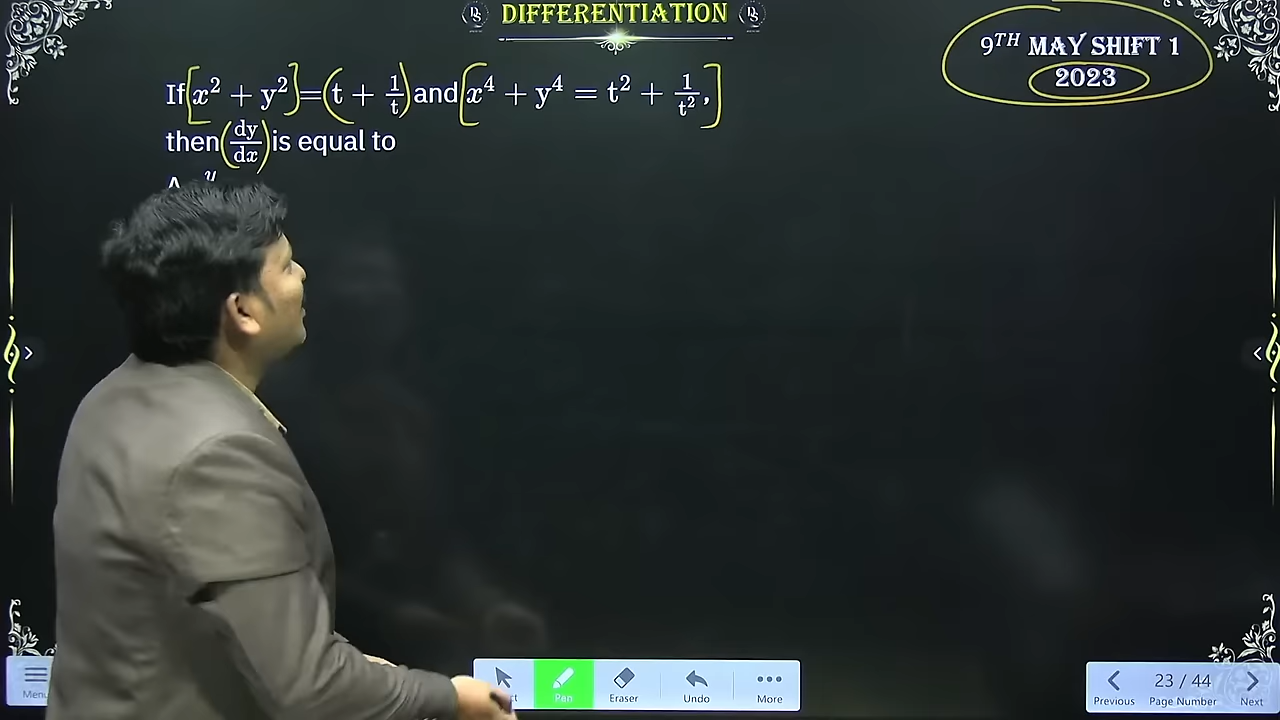 DIFFERENTIATION
9TH MAY SHIFT 1
2023
If x² + y² = (t + 1/t) and x⁴ + y⁴ = t² + 1/t²,
then (dy/dx) is equal to
Pen
Eraser
Undo
More
Menu
23 / 44
Previous
Page Number
Next